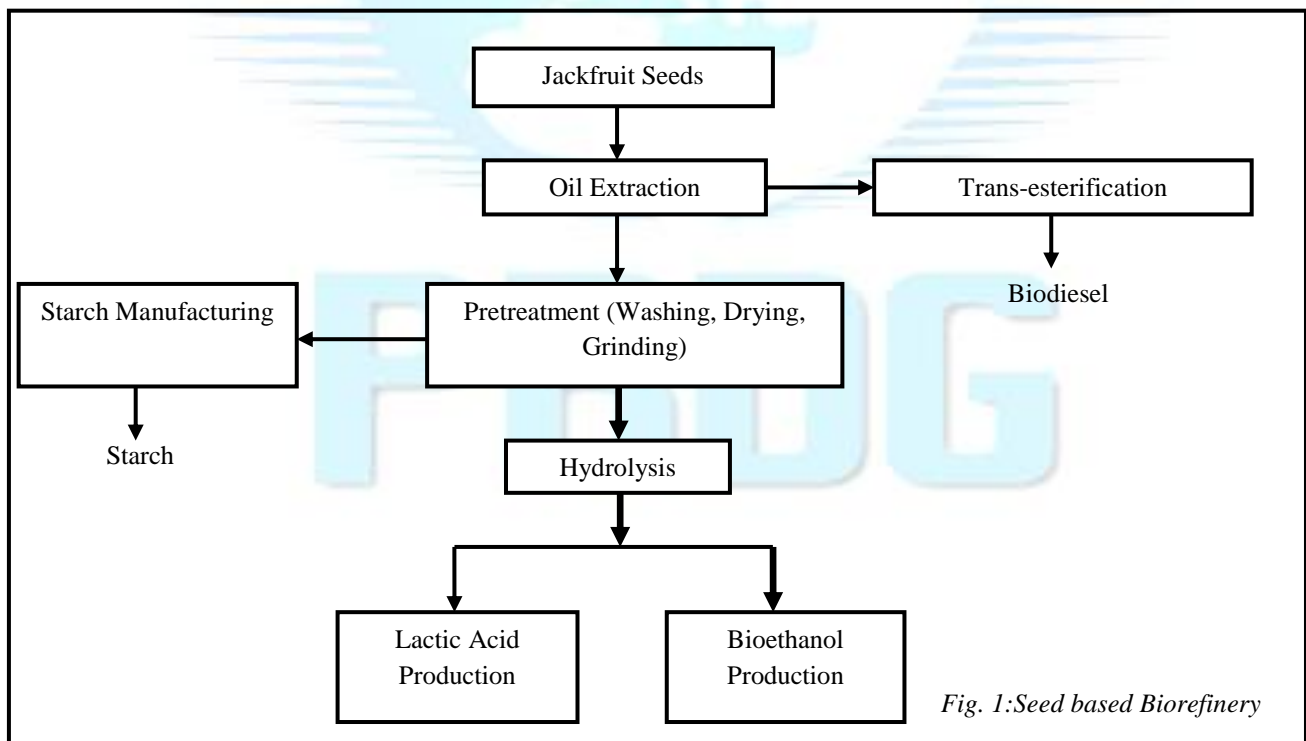 Jackfruit Seeds
Oil Extraction
Trans-esterification
Biodiesel
Starch Manufacturing
Pretreatment (Washing, Drying,
Grinding)
Starch
Hydrolysis
Lactic Acid
Production
Bioethanol
Production
Fig. 1:Seed based Biorefinery